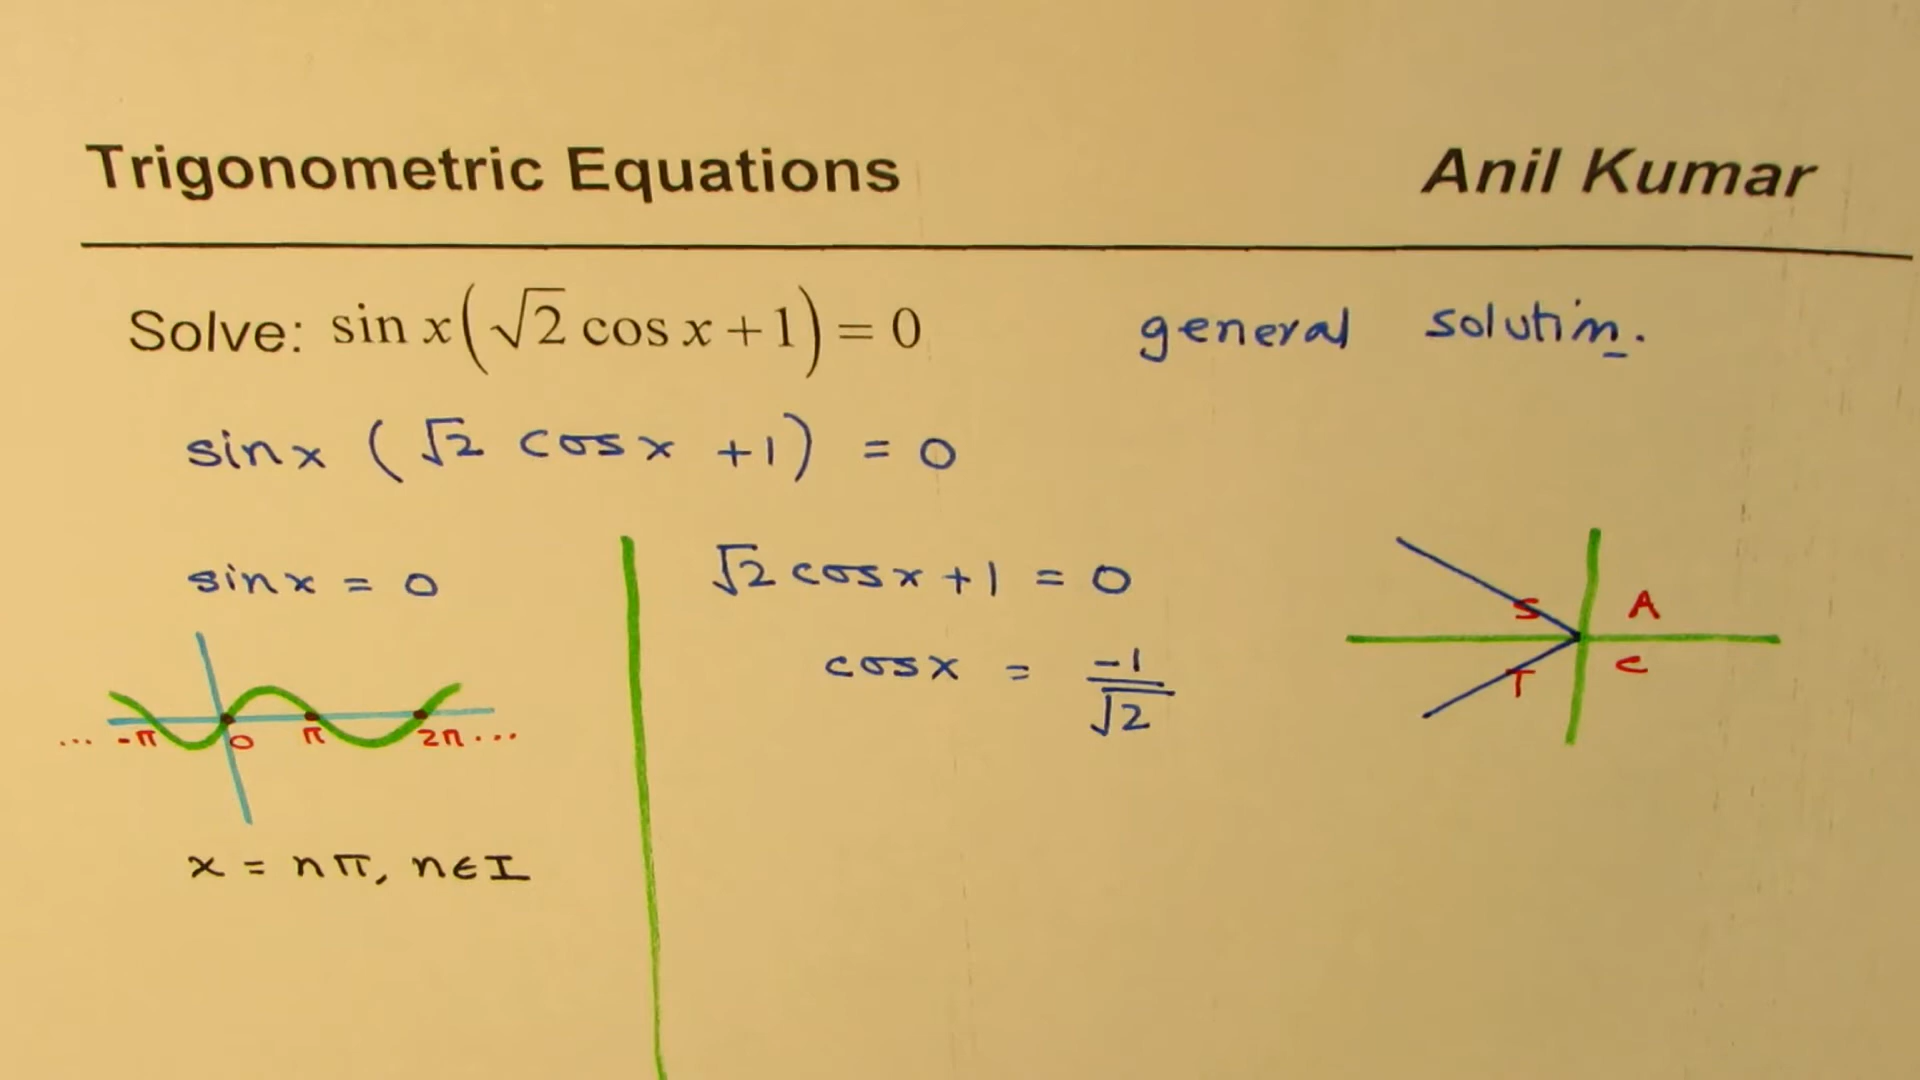 Trigonometric Equations Anil Kumar
Solve: sin x(√2 cos x + 1) = 0 general solutin.
sinx (√2 cosx +1) = 0
sinx = 0 √2 cosx + 1 = 0
S A
T C
cosx = -1/√2
... -π 0 π 2π ...
x = nπ, n∈I